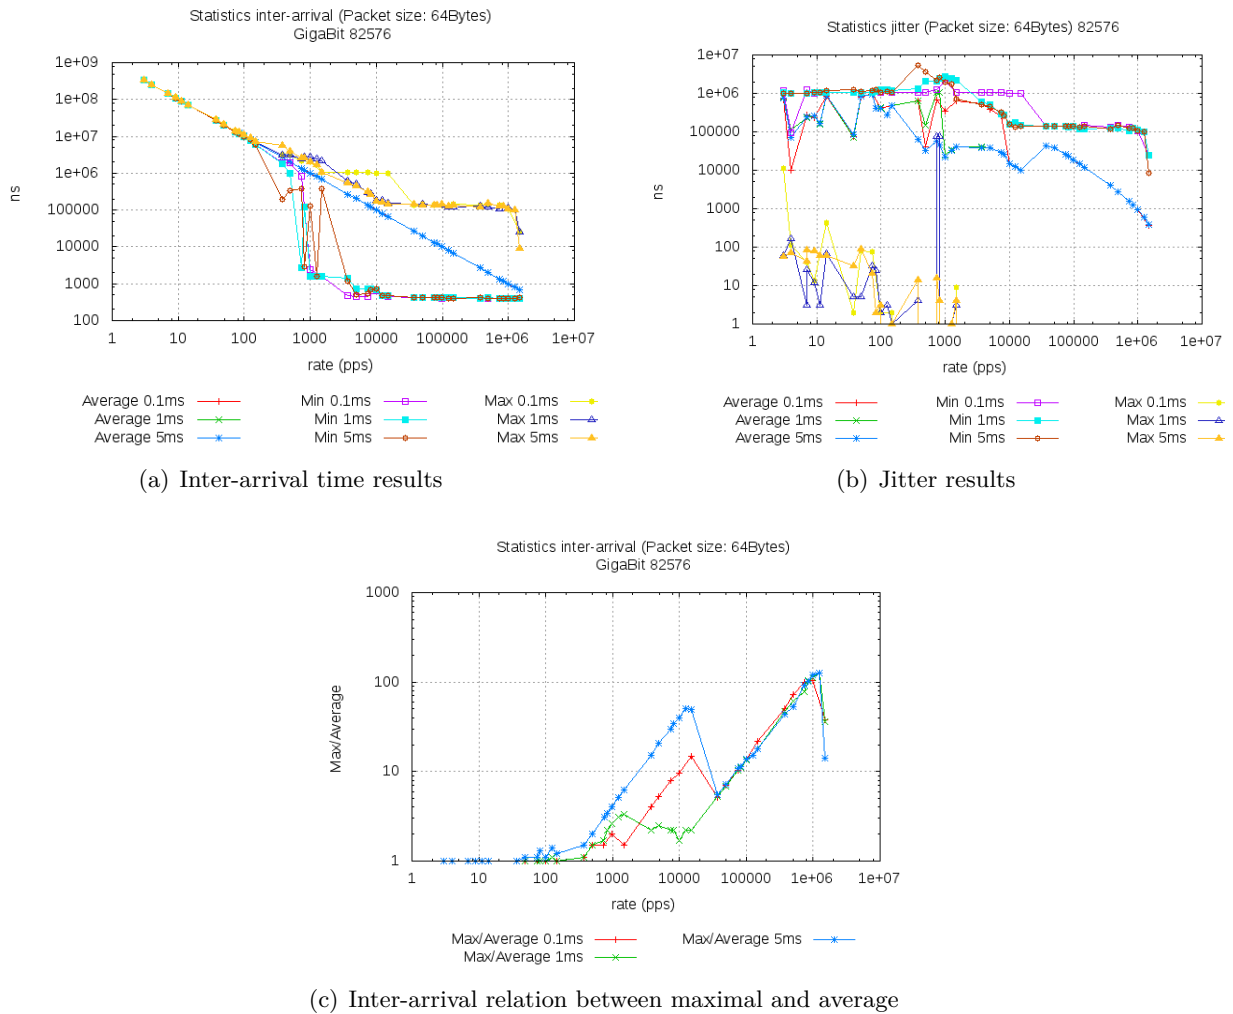 Statistics inter-arrival (Packet size: 64Bytes)
GigaBit 82576
1e+09
1e+08
1e+07
1e+06
100000
10000
1000
100
ns
1 10 100 1000 10000 100000 1e+06 1e+07
rate (pps)
Average 0.1ms Min 0.1ms Max 0.1ms
Average 1ms Min 1ms Max 1ms
Average 5ms Min 5ms Max 5ms
(a) Inter-arrival time results
Statistics jitter (Packet size: 64Bytes) 82576
1e+07
1e+06
100000
10000
1000
100
10
1
ns
1 10 100 1000 10000 100000 1e+06 1e+07
rate (pps)
Average 0.1ms Min 0.1ms Max 0.1ms
Average 1ms Min 1ms Max 1ms
Average 5ms Min 5ms Max 5ms
(b) Jitter results
Statistics inter-arrival (Packet size: 64Bytes)
GigaBit 82576
1000
100
10
1
Max/Average
1 10 100 1000 10000 100000 1e+06 1e+07
rate (pps)
Max/Average 0.1ms Max/Average 5ms
Max/Average 1ms
(c) Inter-arrival relation between maximal and average